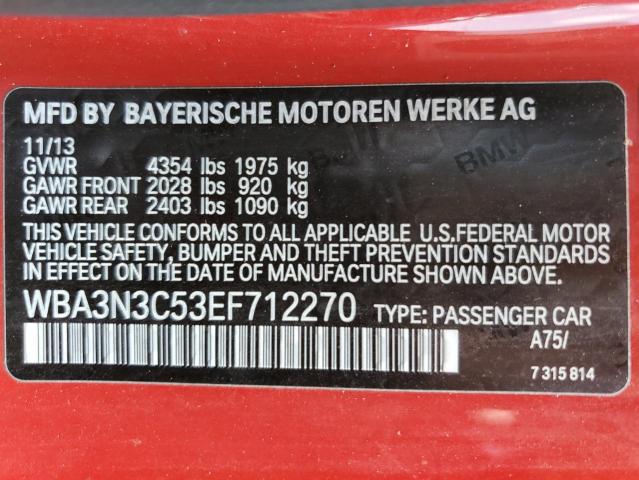 MFD BY BAYERISCHE MOTOREN WERKE AG
11/13
GVWR 4354 lbs 1975 kg
GAWR FRONT 2028 lbs 920 kg
GAWR REAR 2403 lbs 1090 kg
THIS VEHICLE CONFORMS TO ALL APPLICABLE U.S.FEDERAL MOTOR
VEHICLE SAFETY, BUMPER AND THEFT PREVENTION STANDARDS
IN EFFECT ON THE DATE OF MANUFACTURE SHOWN ABOVE.
WBA3N3C53EF712270 TYPE: PASSENGER CAR
A75/
7 315 814
BMW